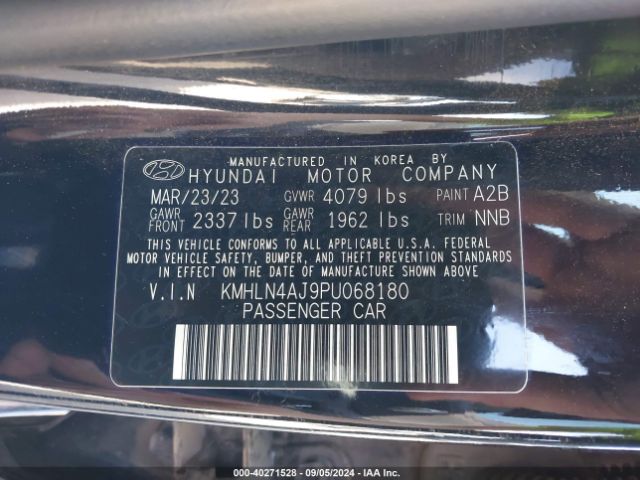 MANUFACTURED IN KOREA BY
HYUNDAI MOTOR COMPANY
MAR/23/23 GVWR 4079 lbs PAINT A2B
GAWR FRONT 2337 lbs GAWR REAR 1962 lbs TRIM NNB
THIS VEHICLE CONFORMS TO ALL APPLICABLE U.S.A. FEDERAL
MOTOR VEHICLE SAFETY, BUMPER, AND THEFT PREVENTION STANDARDS
IN EFFECT ON THE DATE OF MANUFACTURE SHOWN ABOVE.
V.I.N KMHLN4AJ9PU068180
PASSENGER CAR
000-40271528 - 09/05/2024 - IAA Inc.